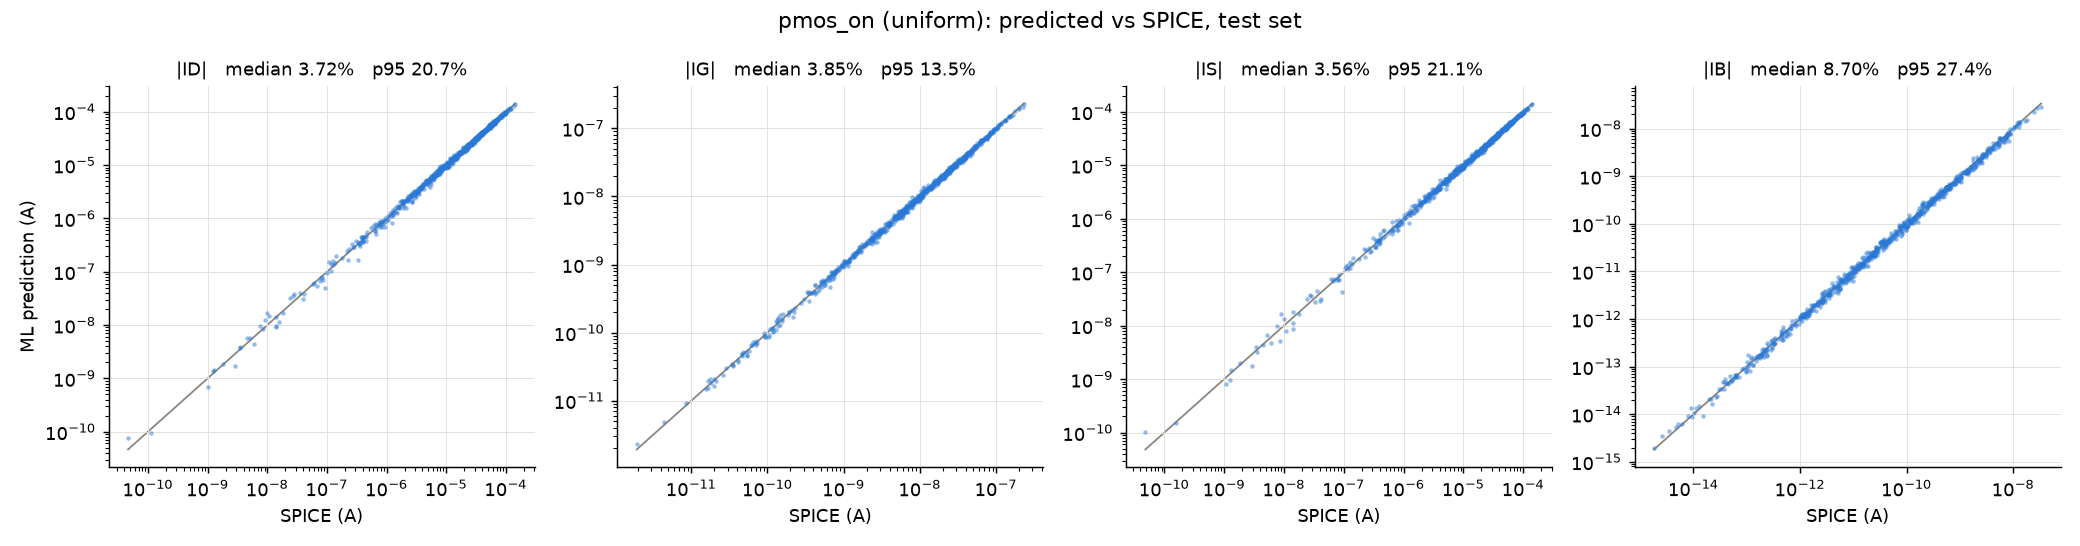 pmos_on (uniform): predicted vs SPICE, test set
|ID|   median 3.72%   p95 20.7%
10⁻⁴
10⁻⁵
10⁻⁶
10⁻⁷
10⁻⁸
10⁻⁹
10⁻¹⁰
ML prediction (A)
10⁻¹⁰ 10⁻⁹ 10⁻⁸ 10⁻⁷ 10⁻⁶ 10⁻⁵ 10⁻⁴
SPICE (A)
|IG|   median 3.85%   p95 13.5%
10⁻⁷
10⁻⁸
10⁻⁹
10⁻¹⁰
10⁻¹¹
10⁻¹¹ 10⁻¹⁰ 10⁻⁹ 10⁻⁸ 10⁻⁷
SPICE (A)
|IS|   median 3.56%   p95 21.1%
10⁻⁴
10⁻⁵
10⁻⁶
10⁻⁷
10⁻⁸
10⁻⁹
10⁻¹⁰
10⁻¹⁰ 10⁻⁹ 10⁻⁸ 10⁻⁷ 10⁻⁶ 10⁻⁵ 10⁻⁴
SPICE (A)
|IB|   median 8.70%   p95 27.4%
10⁻⁸
10⁻⁹
10⁻¹⁰
10⁻¹¹
10⁻¹²
10⁻¹³
10⁻¹⁴
10⁻¹⁵
10⁻¹⁴ 10⁻¹² 10⁻¹⁰ 10⁻⁸
SPICE (A)